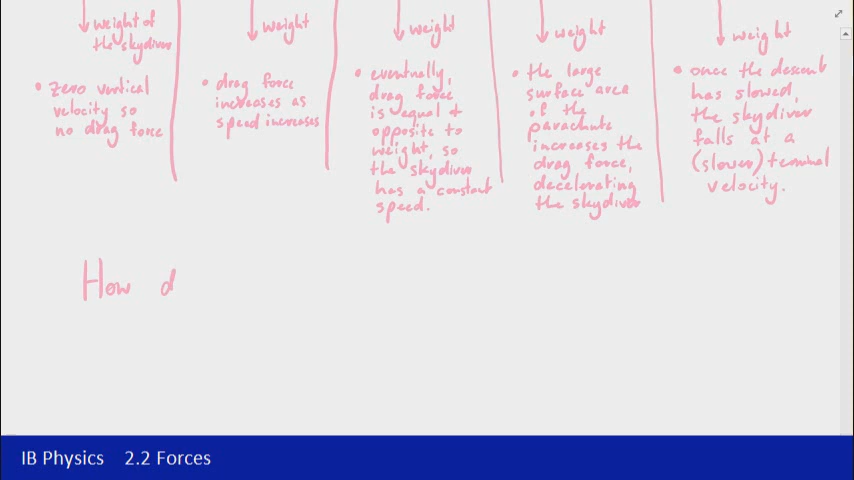 weight of
the skydiver
• zero vertical
velocity so
no drag force
weight
• drag force
increases as
speed increases
weight
• eventually,
drag force
is equal &
opposite to
weight, so
the skydiver
has a constant
speed.
weight
• the large
surface area
of the
parachute
increases the
drag force,
decelerating
the skydiver
weight
• once the descent
has slowed,
the skydiver
falls at a
(slower) terminal
velocity.
How d
IB Physics 2.2 Forces